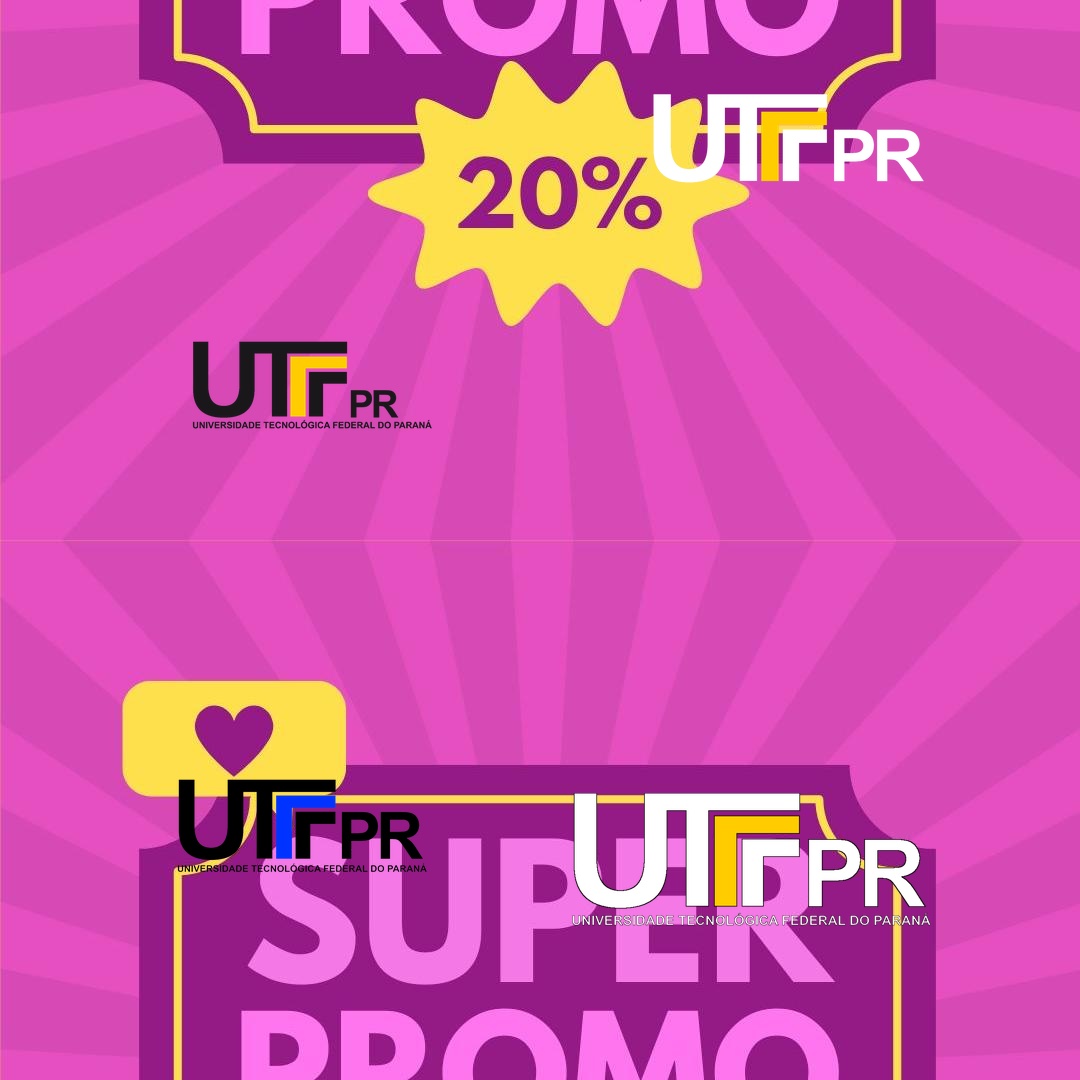 PROMO
20%
UTFPR
UTFPR
UNIVERSIDADE TECNOLÓGICA FEDERAL DO PARANÁ
UTFPR
UNIVERSIDADE TECNOLÓGICA FEDERAL DO PARANÁ
UTFPR
UNIVERSIDADE TECNOLÓGICA FEDERAL DO PARANÁ
SUPER
PROMO